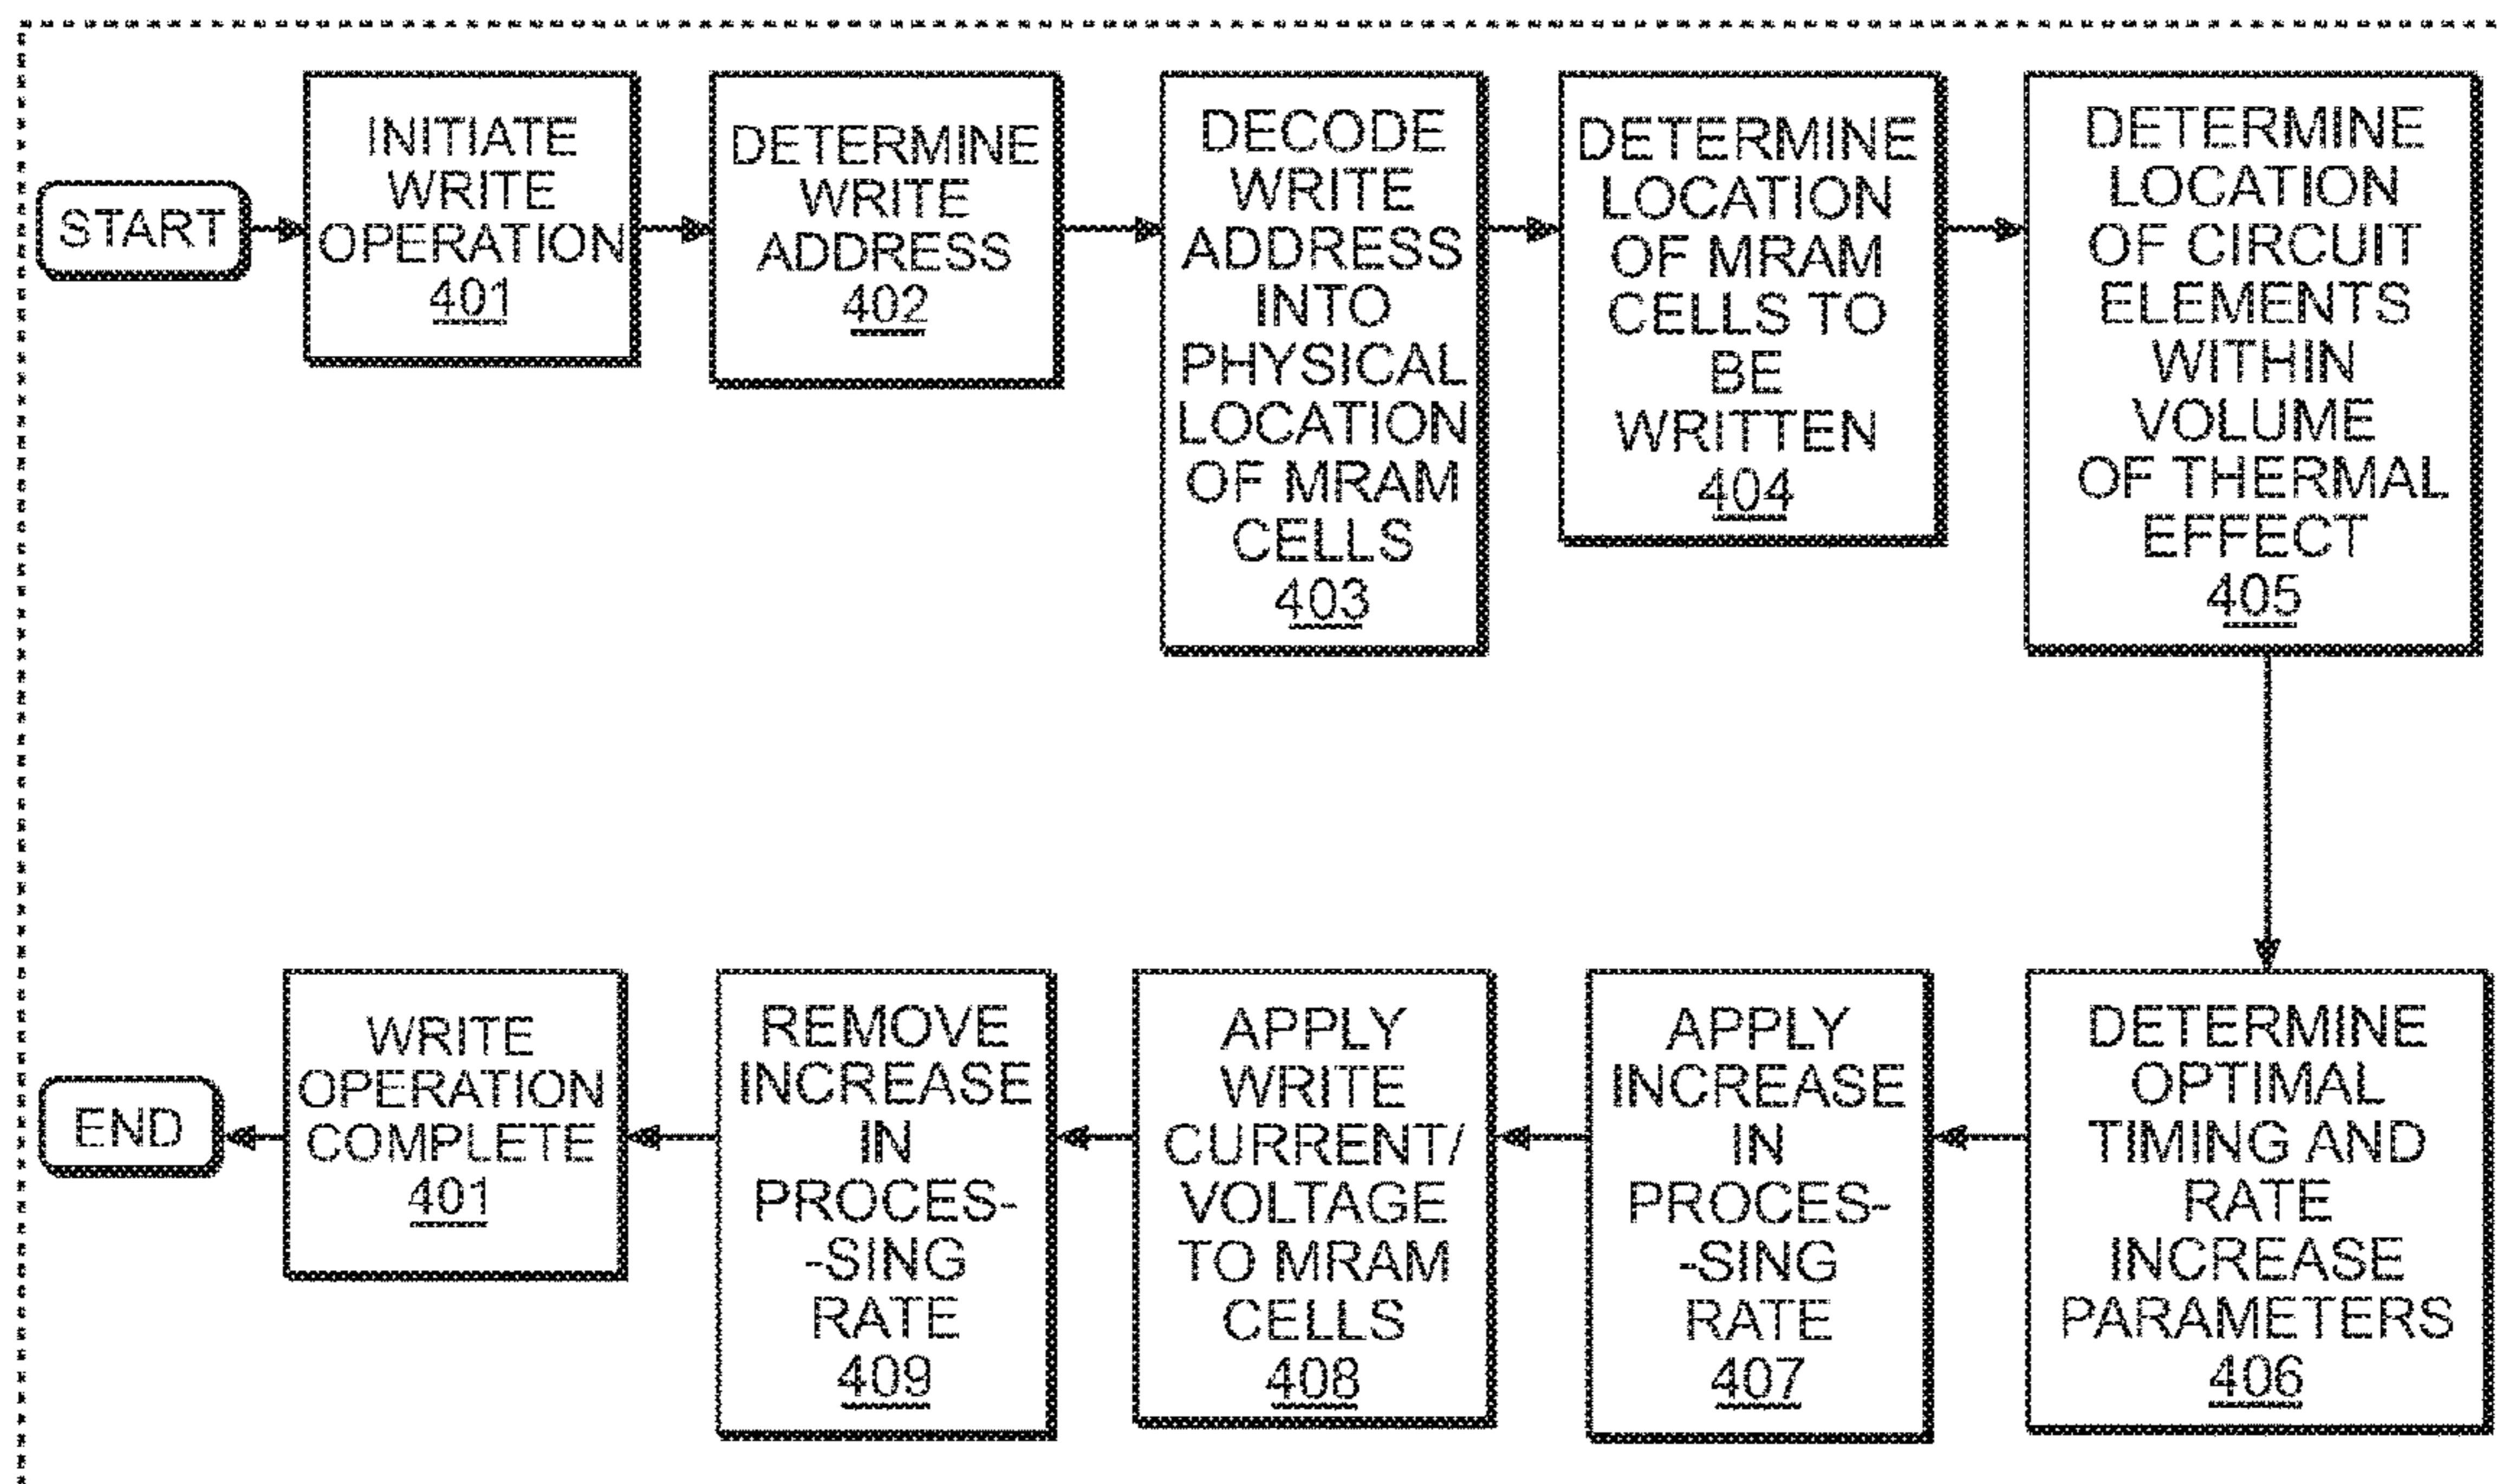 START
INITIATE
WRITE
OPERATION
401
DETERMINE
WRITE
ADDRESS
402
DECODE
WRITE
ADDRESS
INTO
PHYSICAL
LOCATION
OF MRAM
CELLS
403
DETERMINE
LOCATION
OF MRAM
CELLS TO
BE
WRITTEN
404
DETERMINE
LOCATION
OF CIRCUIT
ELEMENTS
WITHIN
VOLUME
OF THERMAL
EFFECT
405
DETERMINE
OPTIMAL
TIMING AND
RATE
INCREASE
PARAMETERS
406
APPLY
INCREASE
IN
PROCES-
-SING
RATE
407
APPLY
WRITE
CURRENT/
VOLTAGE
TO MRAM
CELLS
408
REMOVE
INCREASE
IN
PROCES-
-SING
RATE
409
WRITE
OPERATION
COMPLETE
401
END